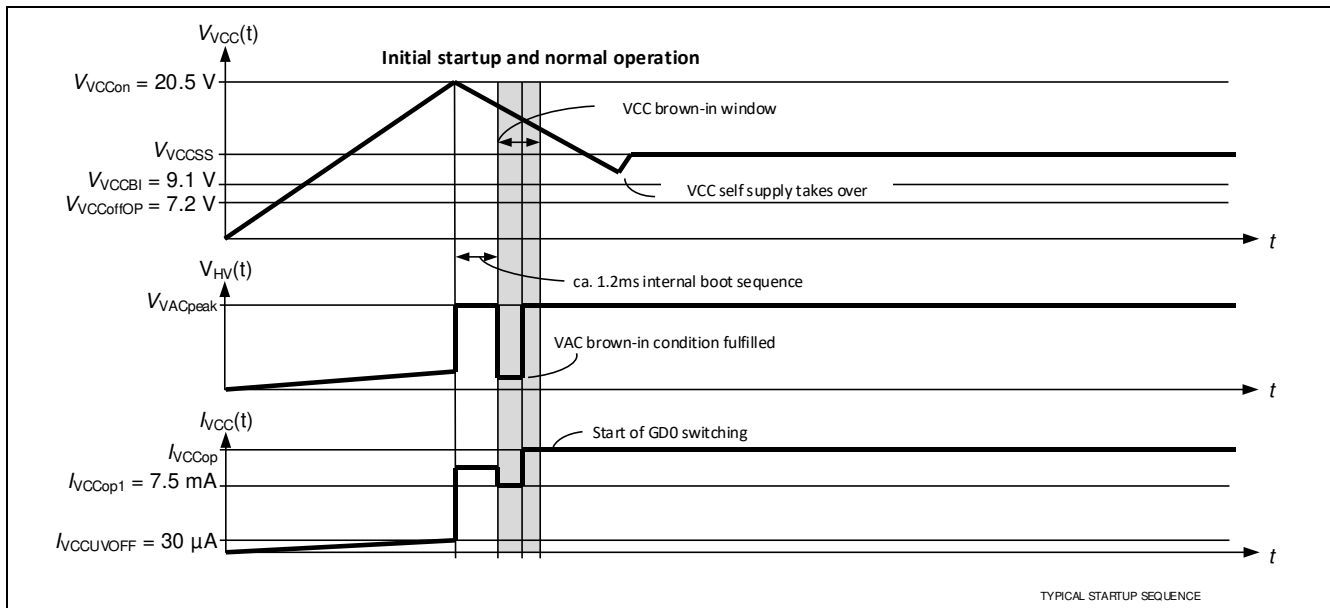 V_VCC(t)
Initial startup and normal operation
V_VCCon = 20.5 V
VCC brown-in window
V_VCCSS
V_VCCBI = 9.1 V
VCC self supply takes over
V_VCCoffOP = 7.2 V
t
V_HV(t)
ca. 1.2ms internal boot sequence
V_VACpeak
VAC brown-in condition fulfilled
t
I_VCC(t)
Start of GD0 switching
I_VCCop
I_VCCop1 = 7.5 mA
I_VCCUVOFF = 30 µA
t
TYPICAL STARTUP SEQUENCE